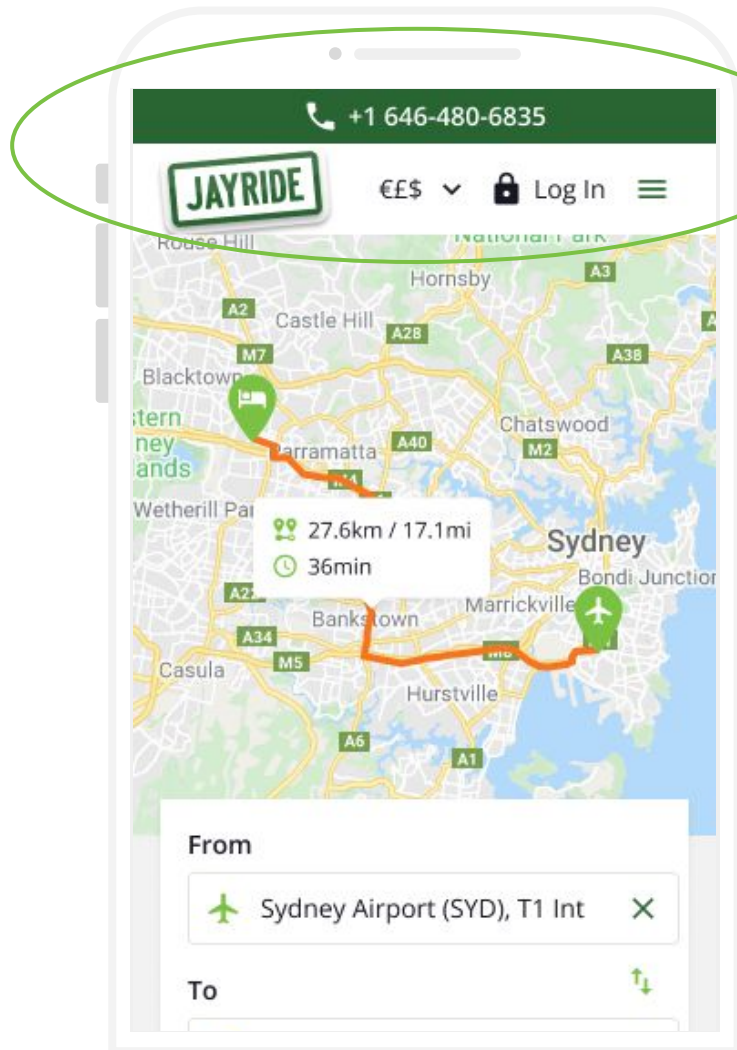 +1 646-480-6835
JAYRIDE
€£$
Log In
Rouse Hill
National Park
Hornsby
A3
A2
Castle Hill
A28
M7
A38
Blacktown
Chatswood
Parramatta
A40
M2
Wetherill
27.6km / 17.1mi
Sydney
36min
Bondi Junction
Marrickville
Bankstown
A34
M5
Casula
Hurstville
A6
A1
From
Sydney Airport (SYD), T1 Int
To